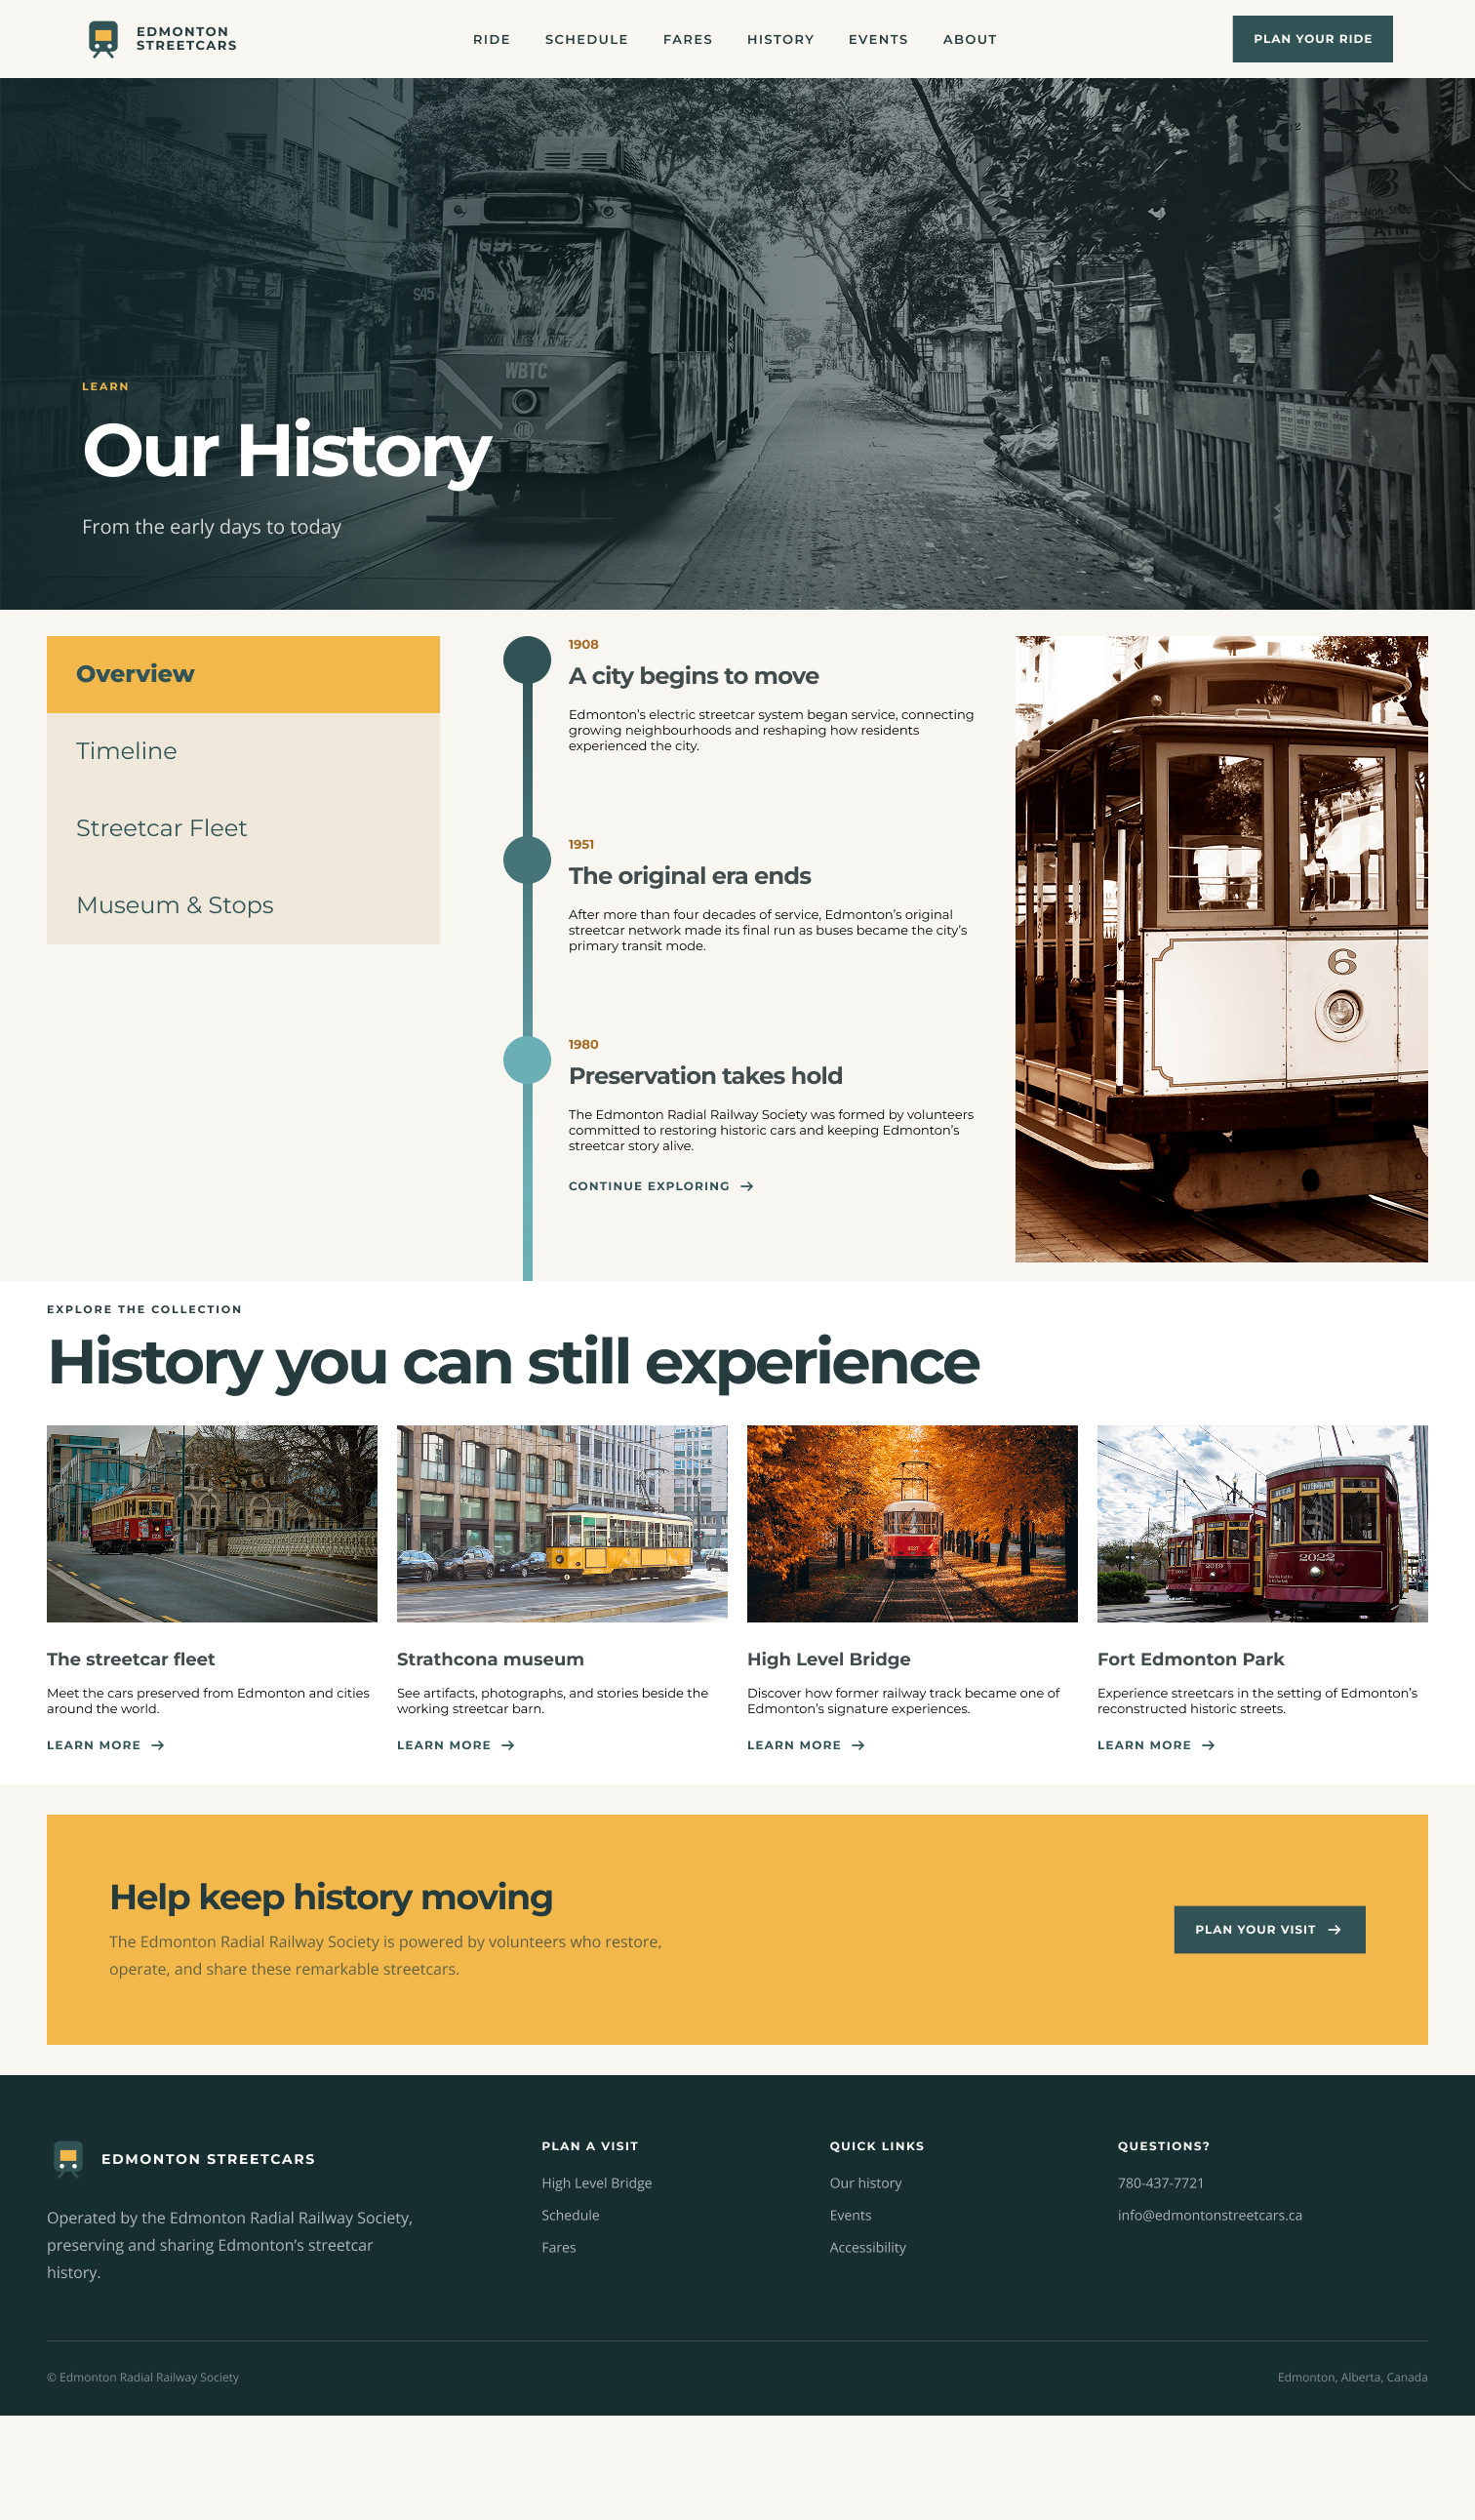 EDMONTON
STREETCARS
RIDE
SCHEDULE
FARES
HISTORY
EVENTS
ABOUT
PLAN YOUR RIDE
S45
WBTC
Non-Stop
ATM
LEARN
Our History
From the early days to today
Overview
Timeline
Streetcar Fleet
Museum & Stops
1908
A city begins to move
Edmonton’s electric streetcar system began service, connecting
growing neighbourhoods and reshaping how residents
experienced the city.
1951
The original era ends
After more than four decades of service, Edmonton’s original
streetcar network made its final run as buses became the city’s
primary transit mode.
1980
Preservation takes hold
The Edmonton Radial Railway Society was formed by volunteers
committed to restoring historic cars and keeping Edmonton’s
streetcar story alive.
CONTINUE EXPLORING
6
EXPLORE THE COLLECTION
History you can still experience
2022
The streetcar fleet
Meet the cars preserved from Edmonton and cities
around the world.
LEARN MORE
Strathcona museum
See artifacts, photographs, and stories beside the
working streetcar barn.
LEARN MORE
High Level Bridge
Discover how former railway track became one of
Edmonton’s signature experiences.
LEARN MORE
Fort Edmonton Park
Experience streetcars in the setting of Edmonton’s
reconstructed historic streets.
LEARN MORE
Help keep history moving
The Edmonton Radial Railway Society is powered by volunteers who restore,
operate, and share these remarkable streetcars.
PLAN YOUR VISIT
EDMONTON STREETCARS
Operated by the Edmonton Radial Railway Society,
preserving and sharing Edmonton’s streetcar
history.
PLAN A VISIT
High Level Bridge
Schedule
Fares
QUICK LINKS
Our history
Events
Accessibility
QUESTIONS?
780-437-7721
info@edmontonstreetcars.ca
© Edmonton Radial Railway Society
Edmonton, Alberta, Canada